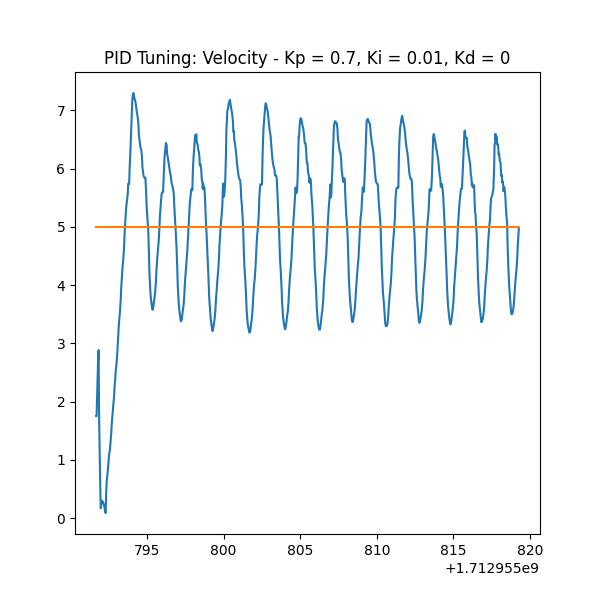 PID Tuning: Velocity - Kp = 0.7, Ki = 0.01, Kd = 0
7
6
5
4
3
2
1
0
795 800 805 810 815 820
+1.712955e9